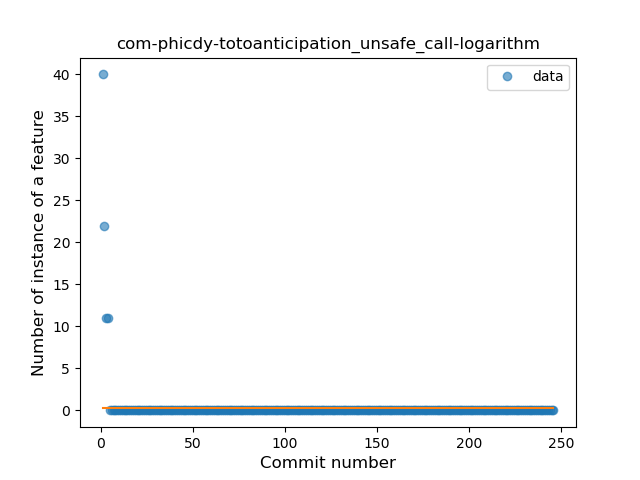 com-phicdy-totoanticipation_unsafe_call-logarithm
data
Number of instance of a feature
40
35
30
25
20
15
10
5
0
0 50 100 150 200 250
Commit number